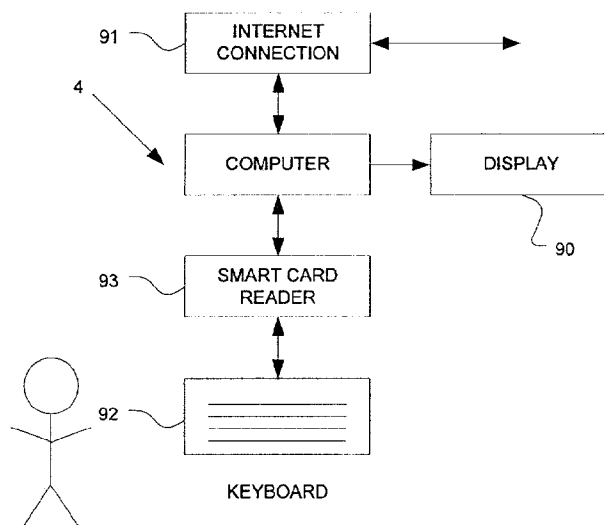 91
INTERNET
CONNECTION
4
COMPUTER
DISPLAY
90
93
SMART CARD
READER
92
KEYBOARD